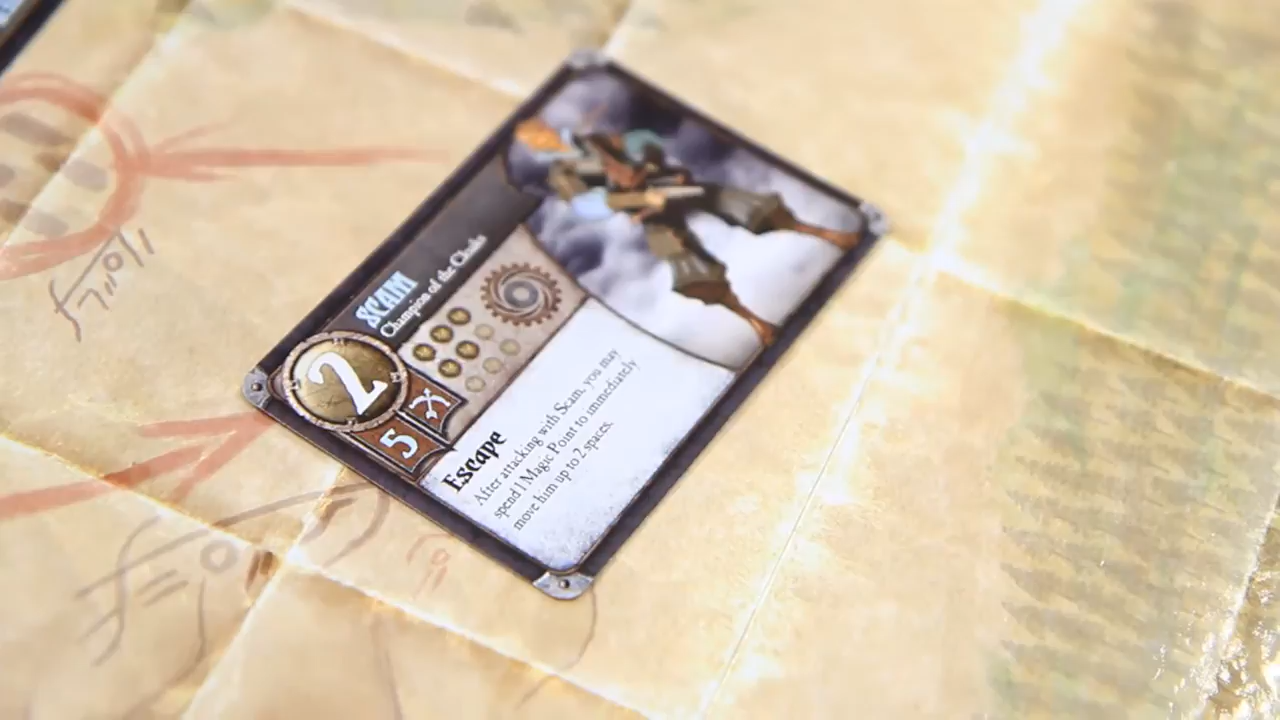 SCAM
Champion of the Cloaks
2
5
Escape
After attacking with Scam, you may
spend 1 Magic Point to immediately
move him up to 2 spaces.